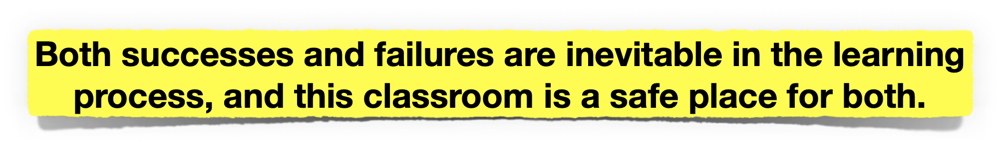 Both successes and failures are inevitable in the learning
process, and this classroom is a safe place for both.